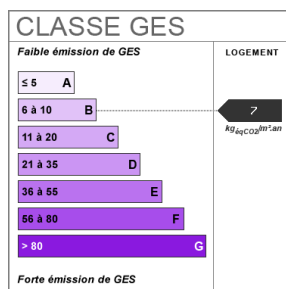 CLASSE GES
Faible émission de GES
LOGEMENT
≤ 5 A
6 à 10 B
7
kgéqCO2/m².an
11 à 20 C
21 à 35 D
36 à 55 E
56 à 80 F
> 80 G
Forte émission de GES